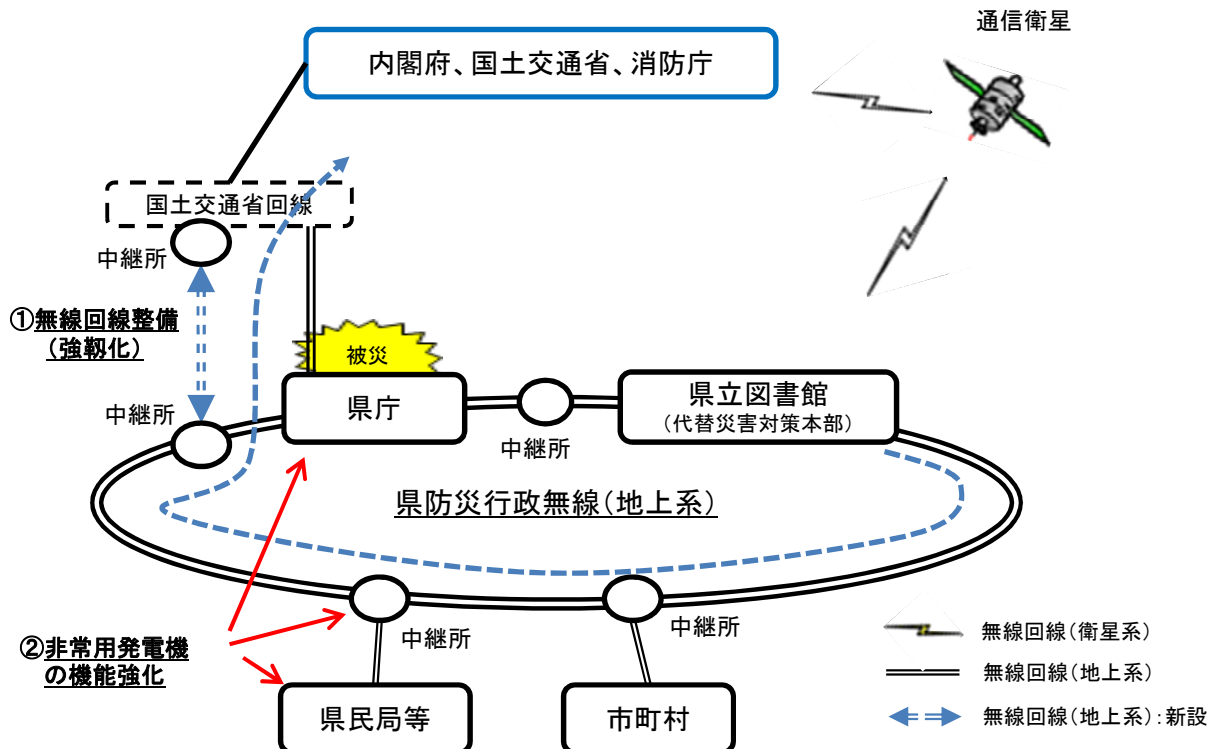 通信衛星
内閣府、国土交通省、消防庁
国土交通省回線
中継所
①無線回線整備
(強靱化)
被災
中継所
県庁
中継所
県立図書館
(代替災害対策本部)
県防災行政無線(地上系)
中継所
中継所
②非常用発電機
の機能強化
県民局等
市町村
無線回線(衛星系)
無線回線(地上系)
無線回線(地上系):新設